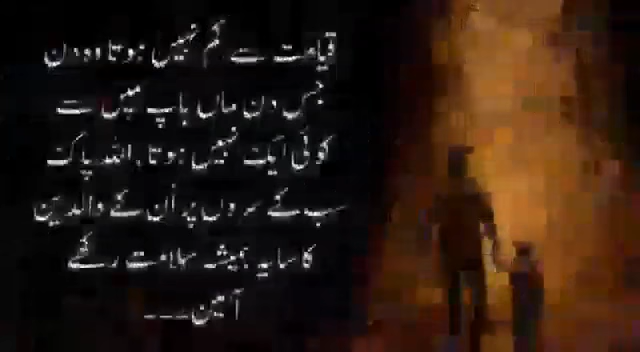 قیامت سے کم نہیں ہوتا وہ دن
جس دن ماں باپ میں سے
کوئی ایک نہیں ہوتا۔ اللہ پاک
سب کے سروں پر اُن کے والدین
کا سایہ ہمیشہ سلامت رکھے
آمین۔۔۔